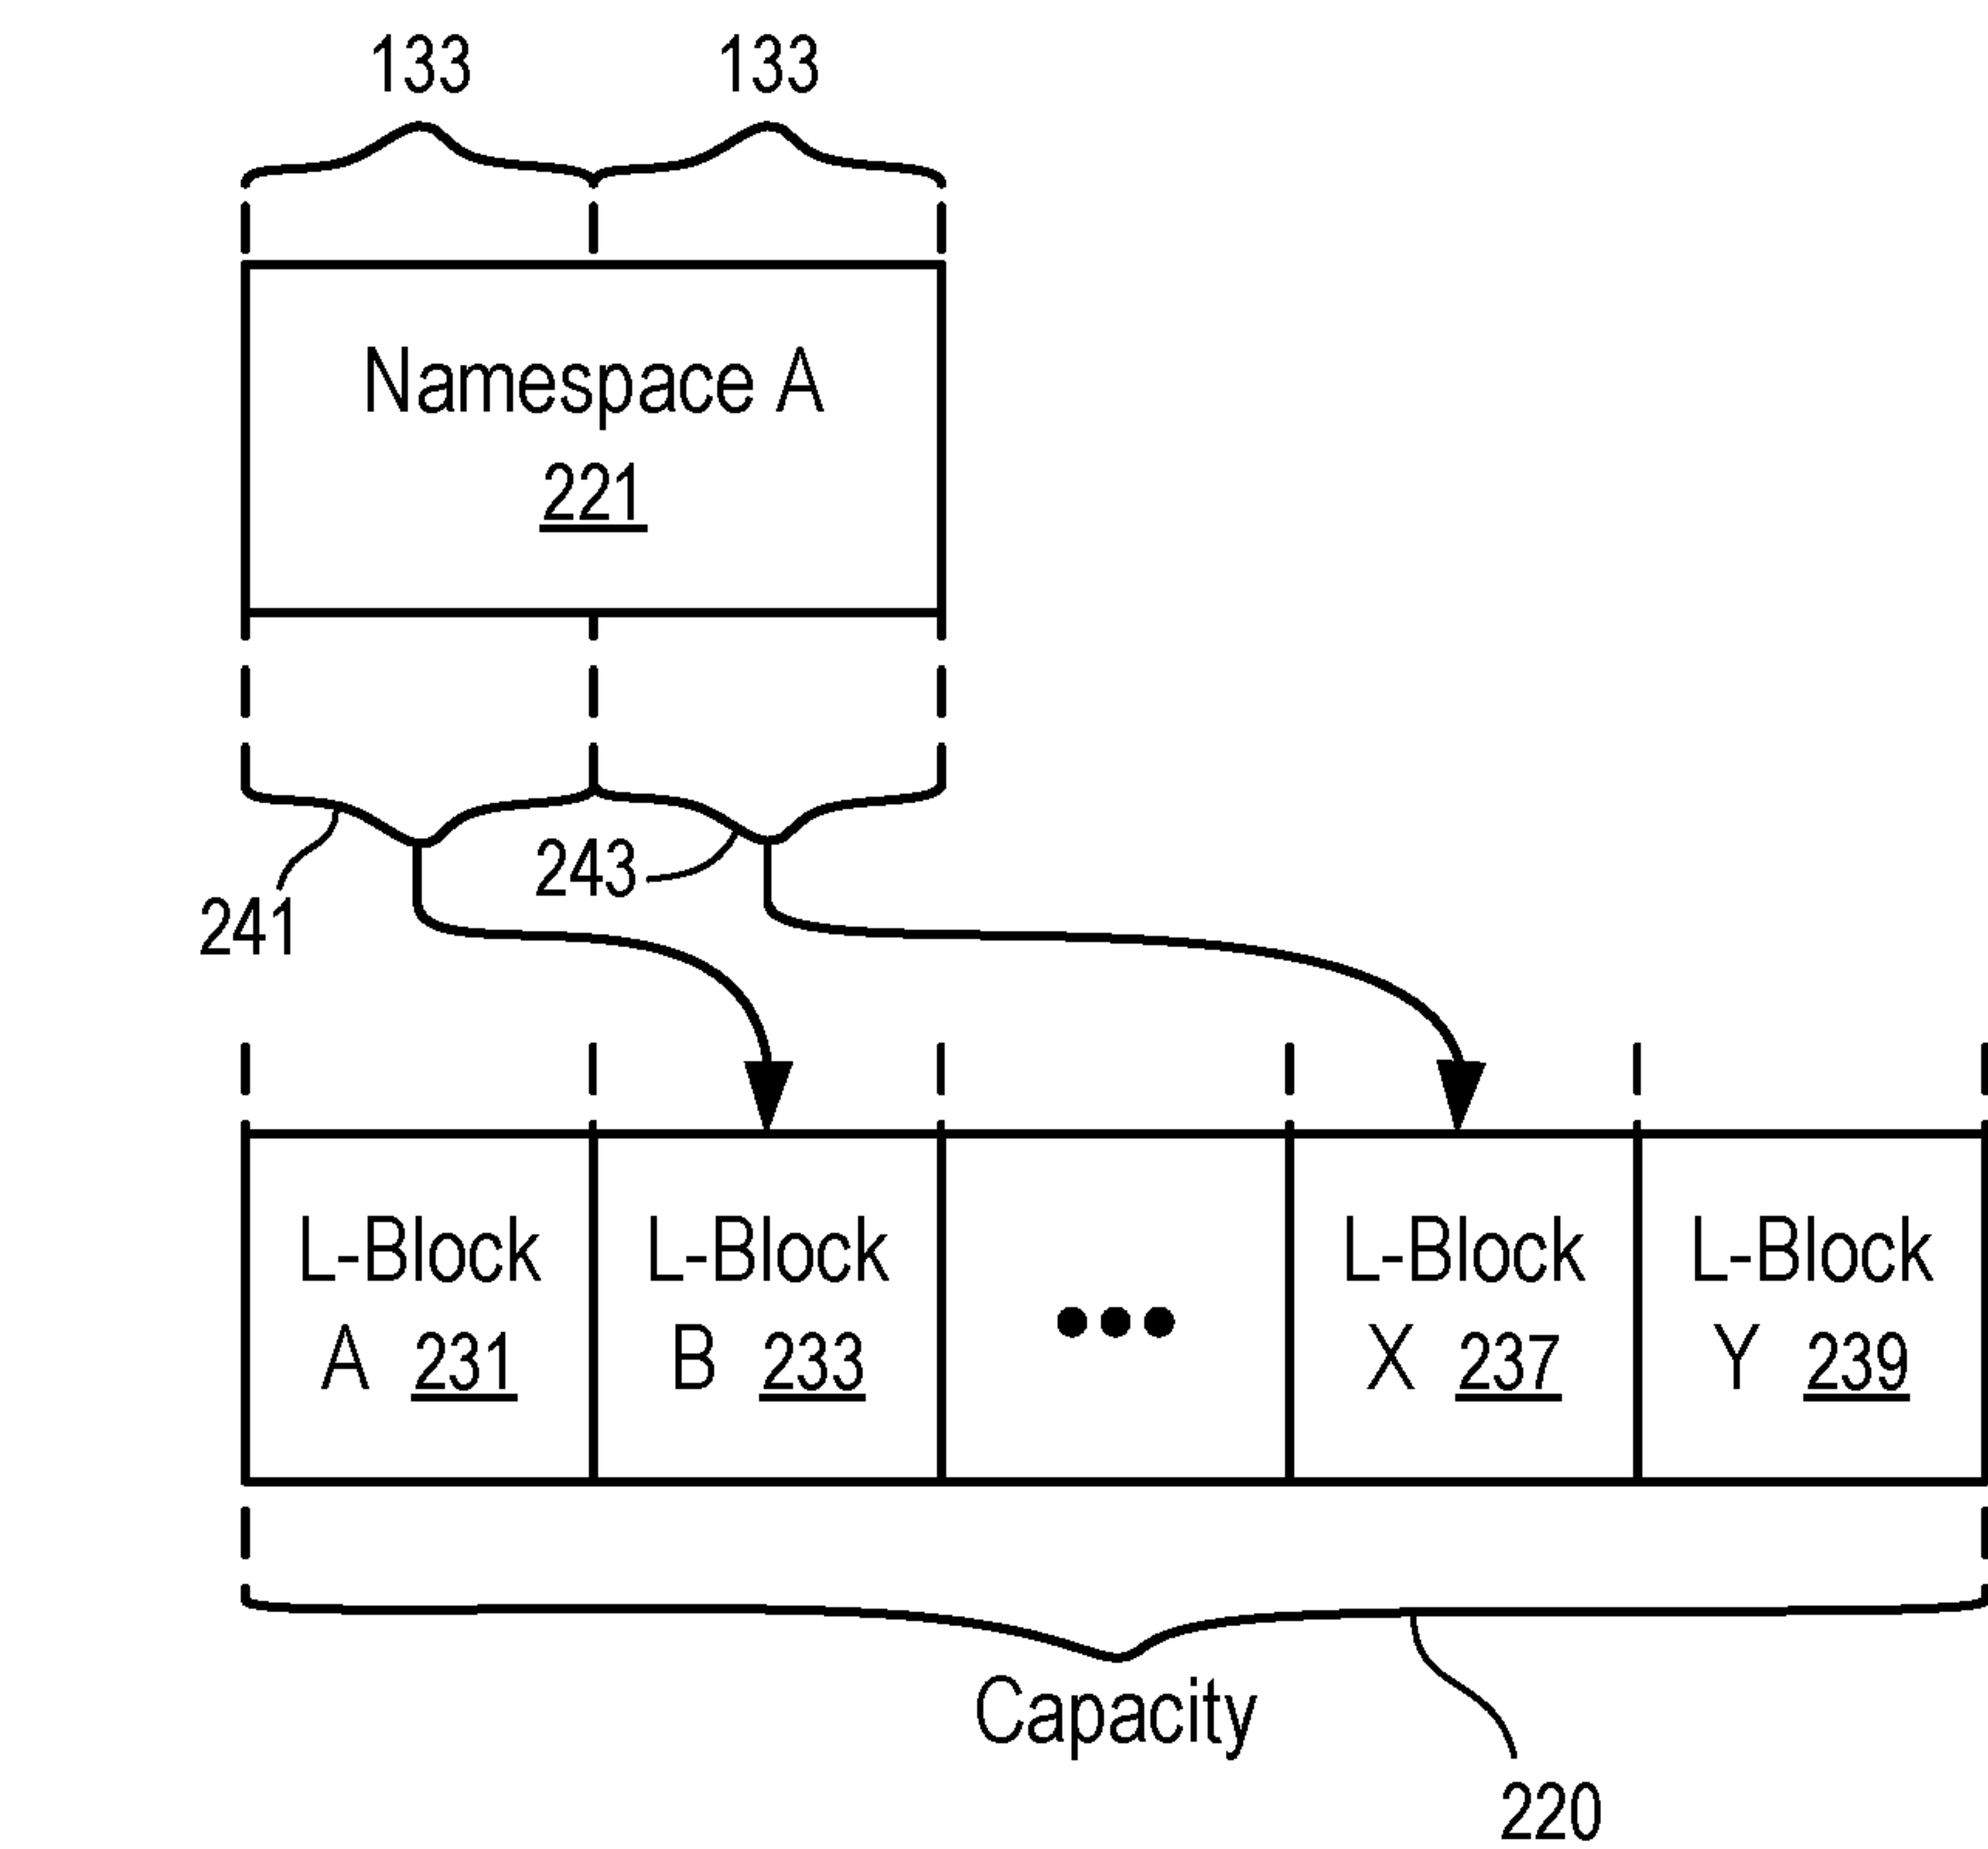 133 133
Namespace A
221
243
241
L-Block L-Block L-Block L-Block
A 231 B 233 ••• X 237 Y 239
Capacity
220